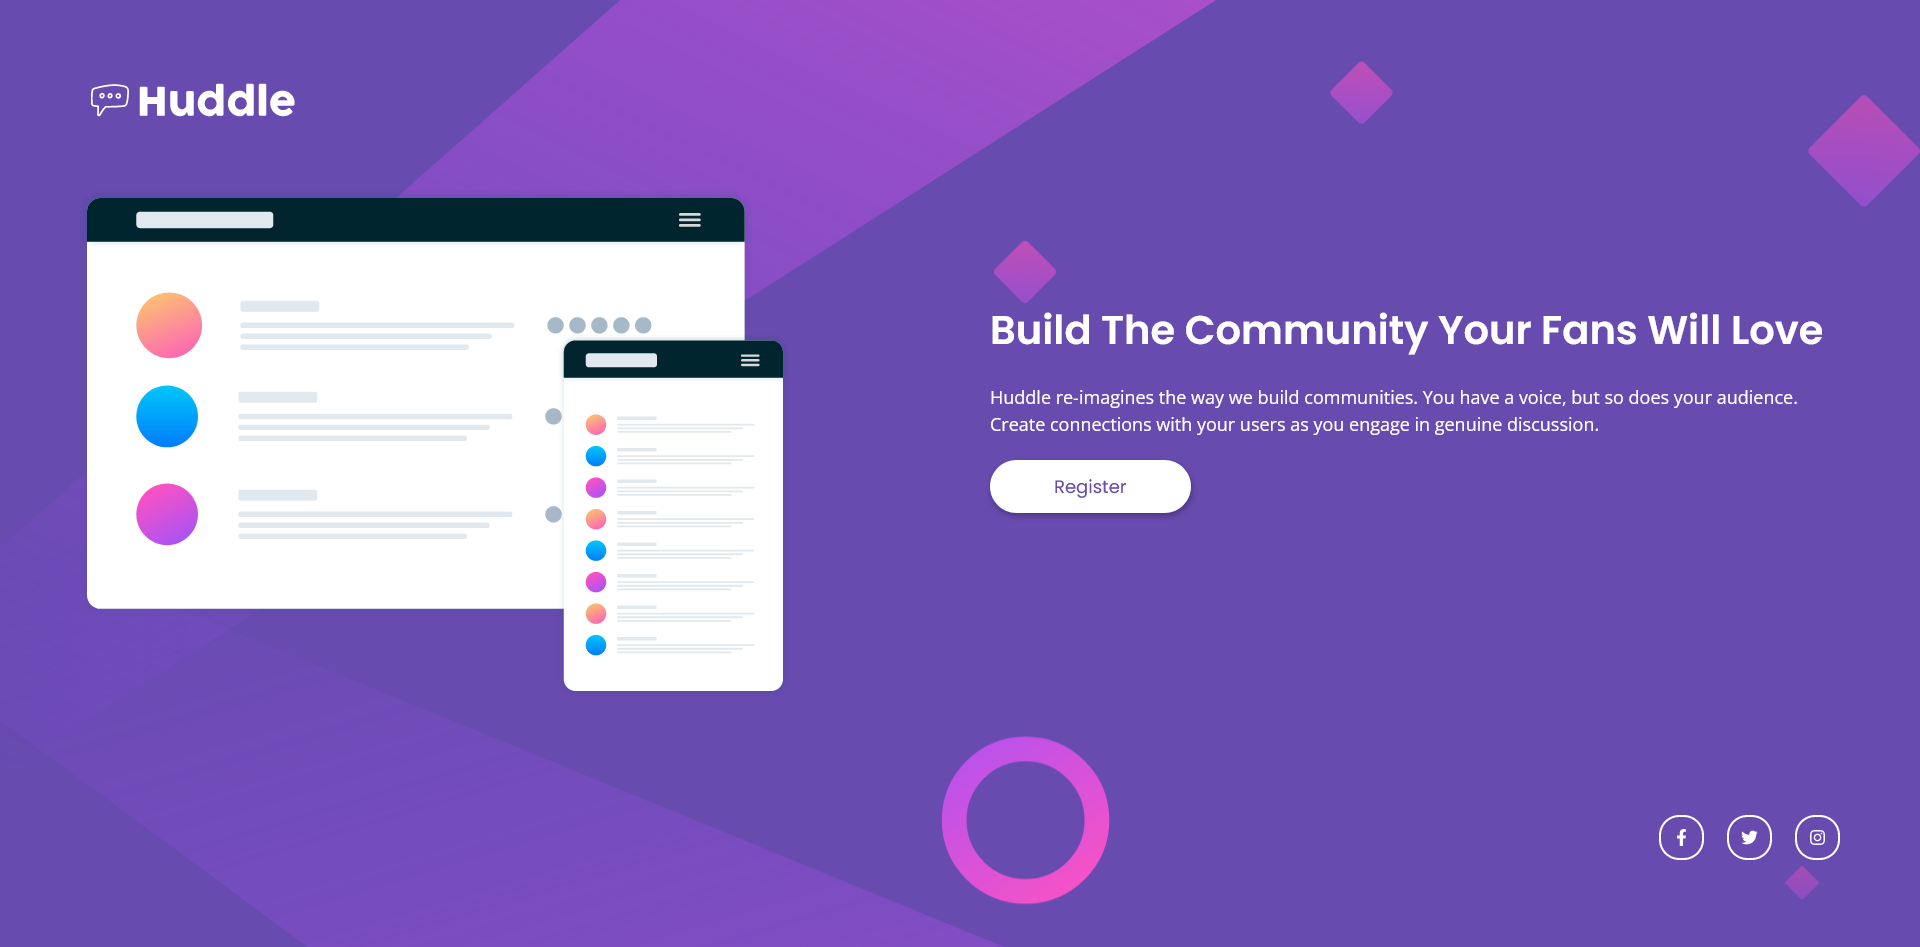 Huddle
Build The Community Your Fans Will Love
Huddle re-imagines the way we build communities. You have a voice, but so does your audience.
Create connections with your users as you engage in genuine discussion.
Register